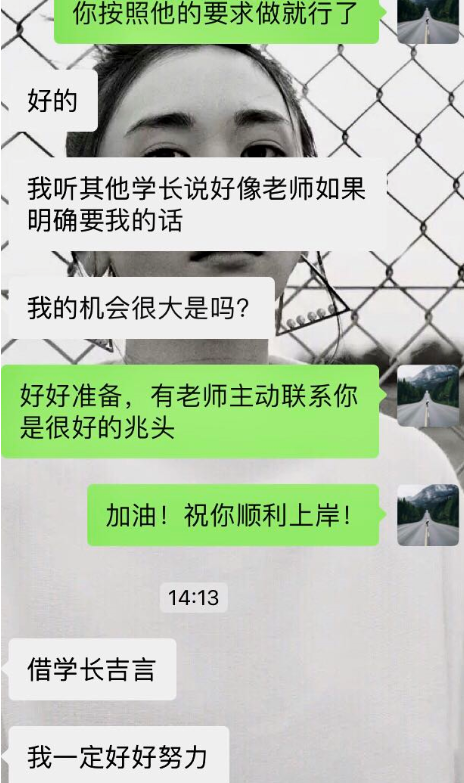 你按照他的要求做就行了
好的
我听其他学长说好像老师如果
明确要我的话
我的机会很大是吗?
好好准备，有老师主动联系你
是很好的兆头
加油！祝你顺利上岸！
14:13
借学长吉言
我一定好好努力